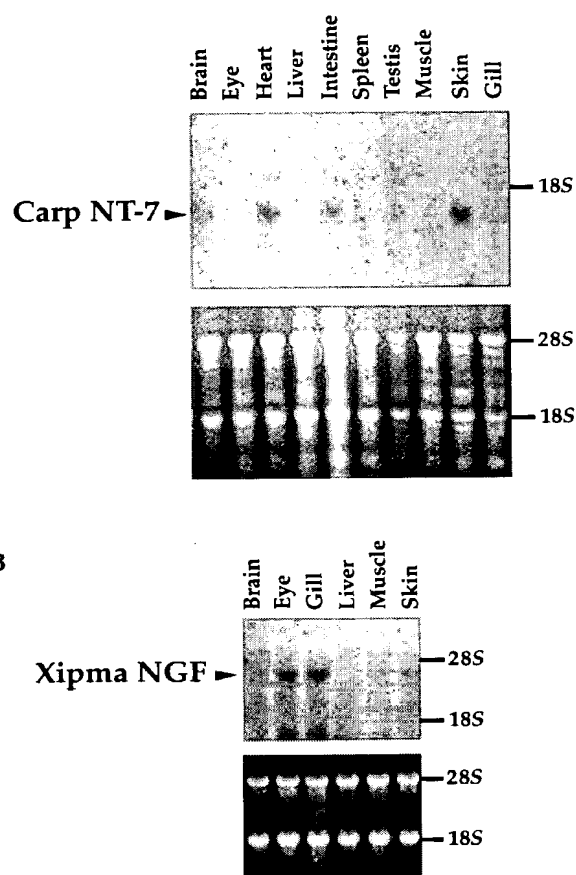 Brain Eye Heart Liver Intestine Spleen Testis Muscle Skin Gill
18S
Carp NT-7
28S
18S
Brain Eye Gill Liver Muscle Skin
28S
Xipma NGF
18S
28S
18S